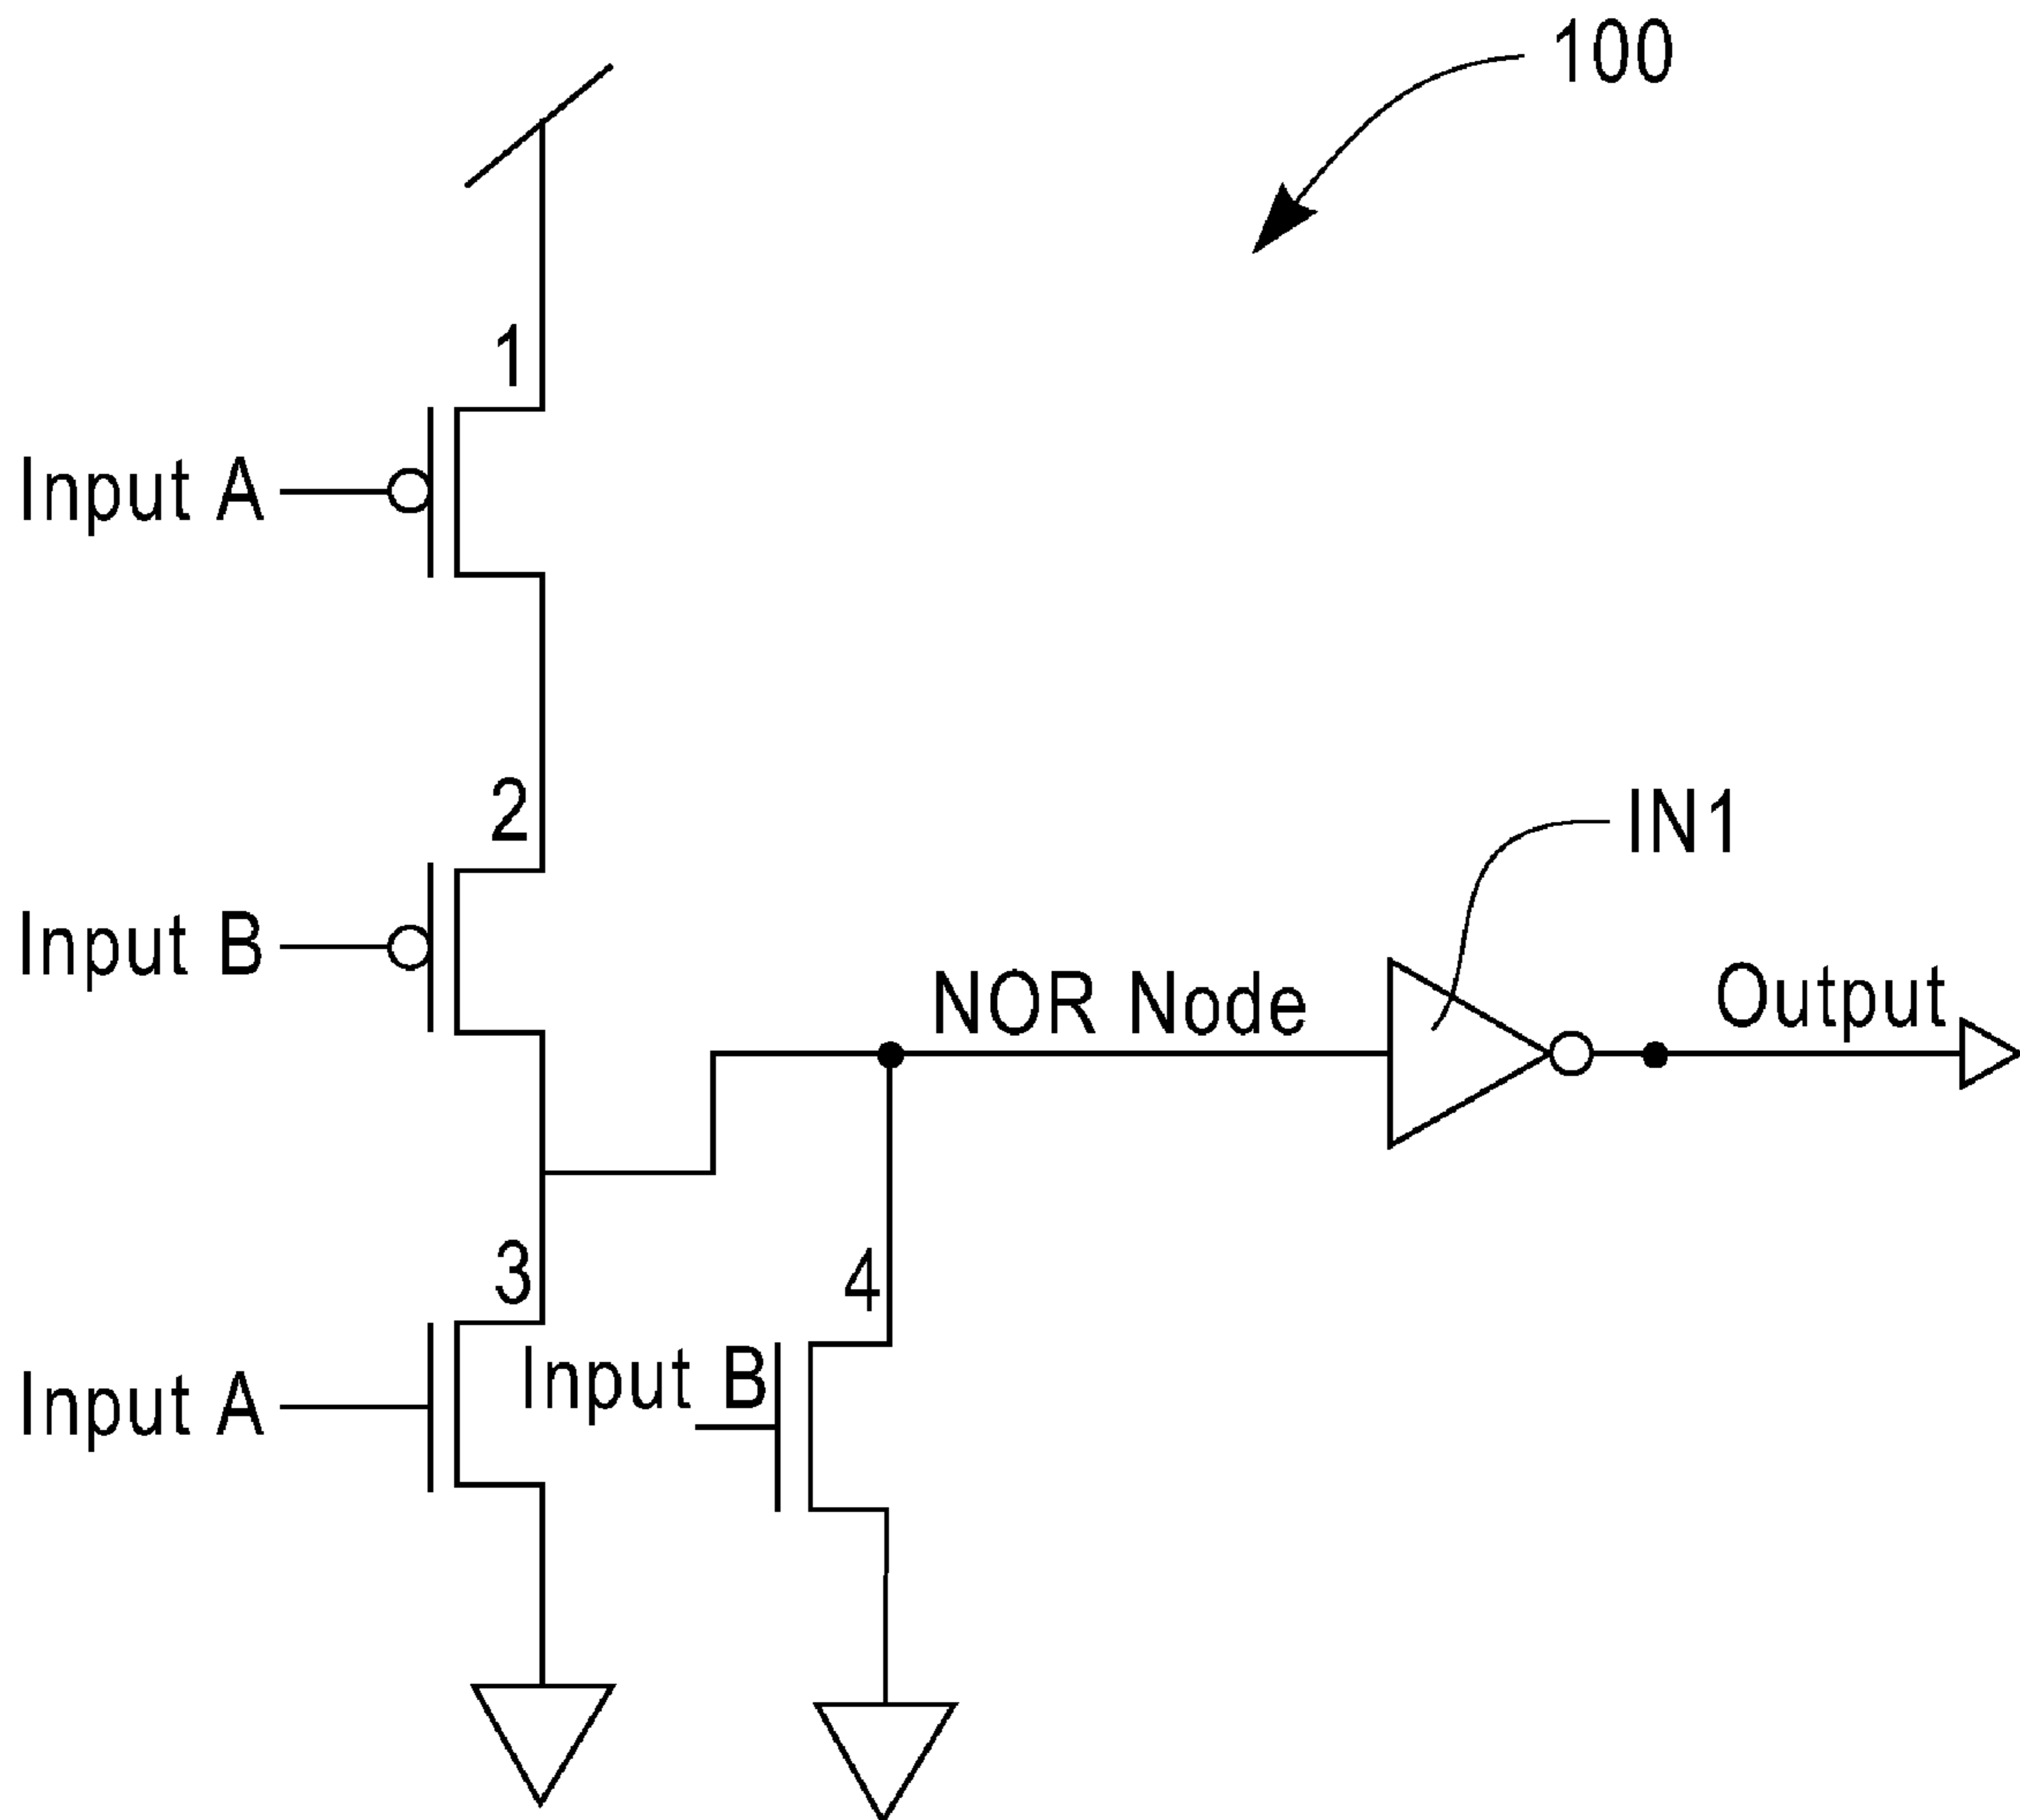 100
1
Input A
2
IN1
Input B
NOR Node
Output
3
4
Input B
Input A